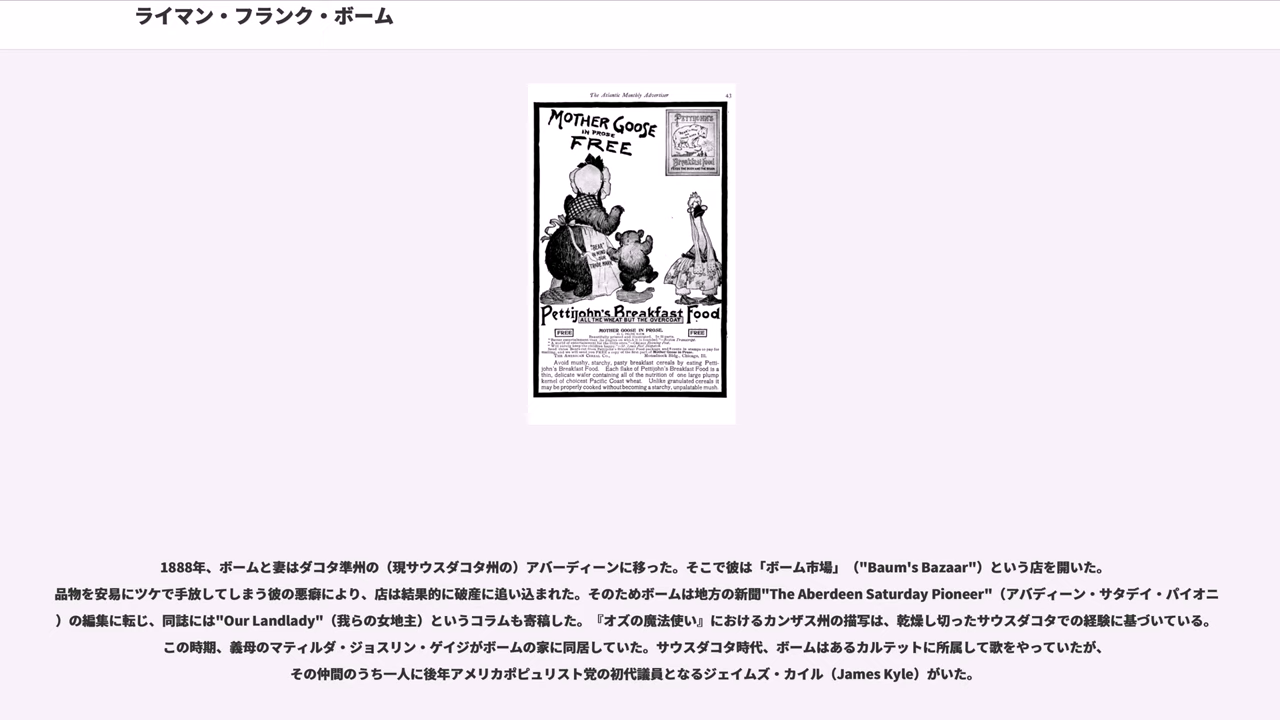 ライマン・フランク・ボーム
The Atlantic Monthly Advertiser 43
MOTHER GOOSE
IN PROSE
FREE
PETTIJOHN'S
Breakfast Food
"BEAR"
IN MIND
OUR
TRADE MARK
Pettijohn's Breakfast Food
ALL THE WHEAT BUT THE OVERCOAT
FREE
MOTHER GOOSE IN PROSE.
FREE
Avoid mushy, starchy, pasty breakfast cereals by eating Petti-
john's Breakfast Food. Each flake of Pettijohn's Breakfast Food is a
thin, delicate wafer containing all of the nutrition of one large plump
kernel of choicest Pacific Coast wheat. Unlike granulated cereals it
may be properly cooked without becoming a starchy, unpalatable mush.
1888年、ボームと妻はダコタ準州の（現サウスダコタ州の）アバーディーンに移った。そこで彼は「ボーム市場」（"Baum's Bazaar"）という店を開いた。
品物を安易にツケで手放してしまう彼の悪癖により、店は結果的に破産に追い込まれた。そのためボームは地方の新聞"The Aberdeen Saturday Pioneer"（アバディーン・サタデイ・パイオニ
）の編集に転じ、同誌には"Our Landlady"（我らの女地主）というコラムも寄稿した。『オズの魔法使い』におけるカンザス州の描写は、乾燥し切ったサウスダコタでの経験に基づいている。
この時期、義母のマティルダ・ジョスリン・ゲイジがボームの家に同居していた。サウスダコタ時代、ボームはあるカルテットに所属して歌をやっていたが、
その仲間のうち一人に後年アメリカポピュリスト党の初代議員となるジェイムズ・カイル（James Kyle）がいた。